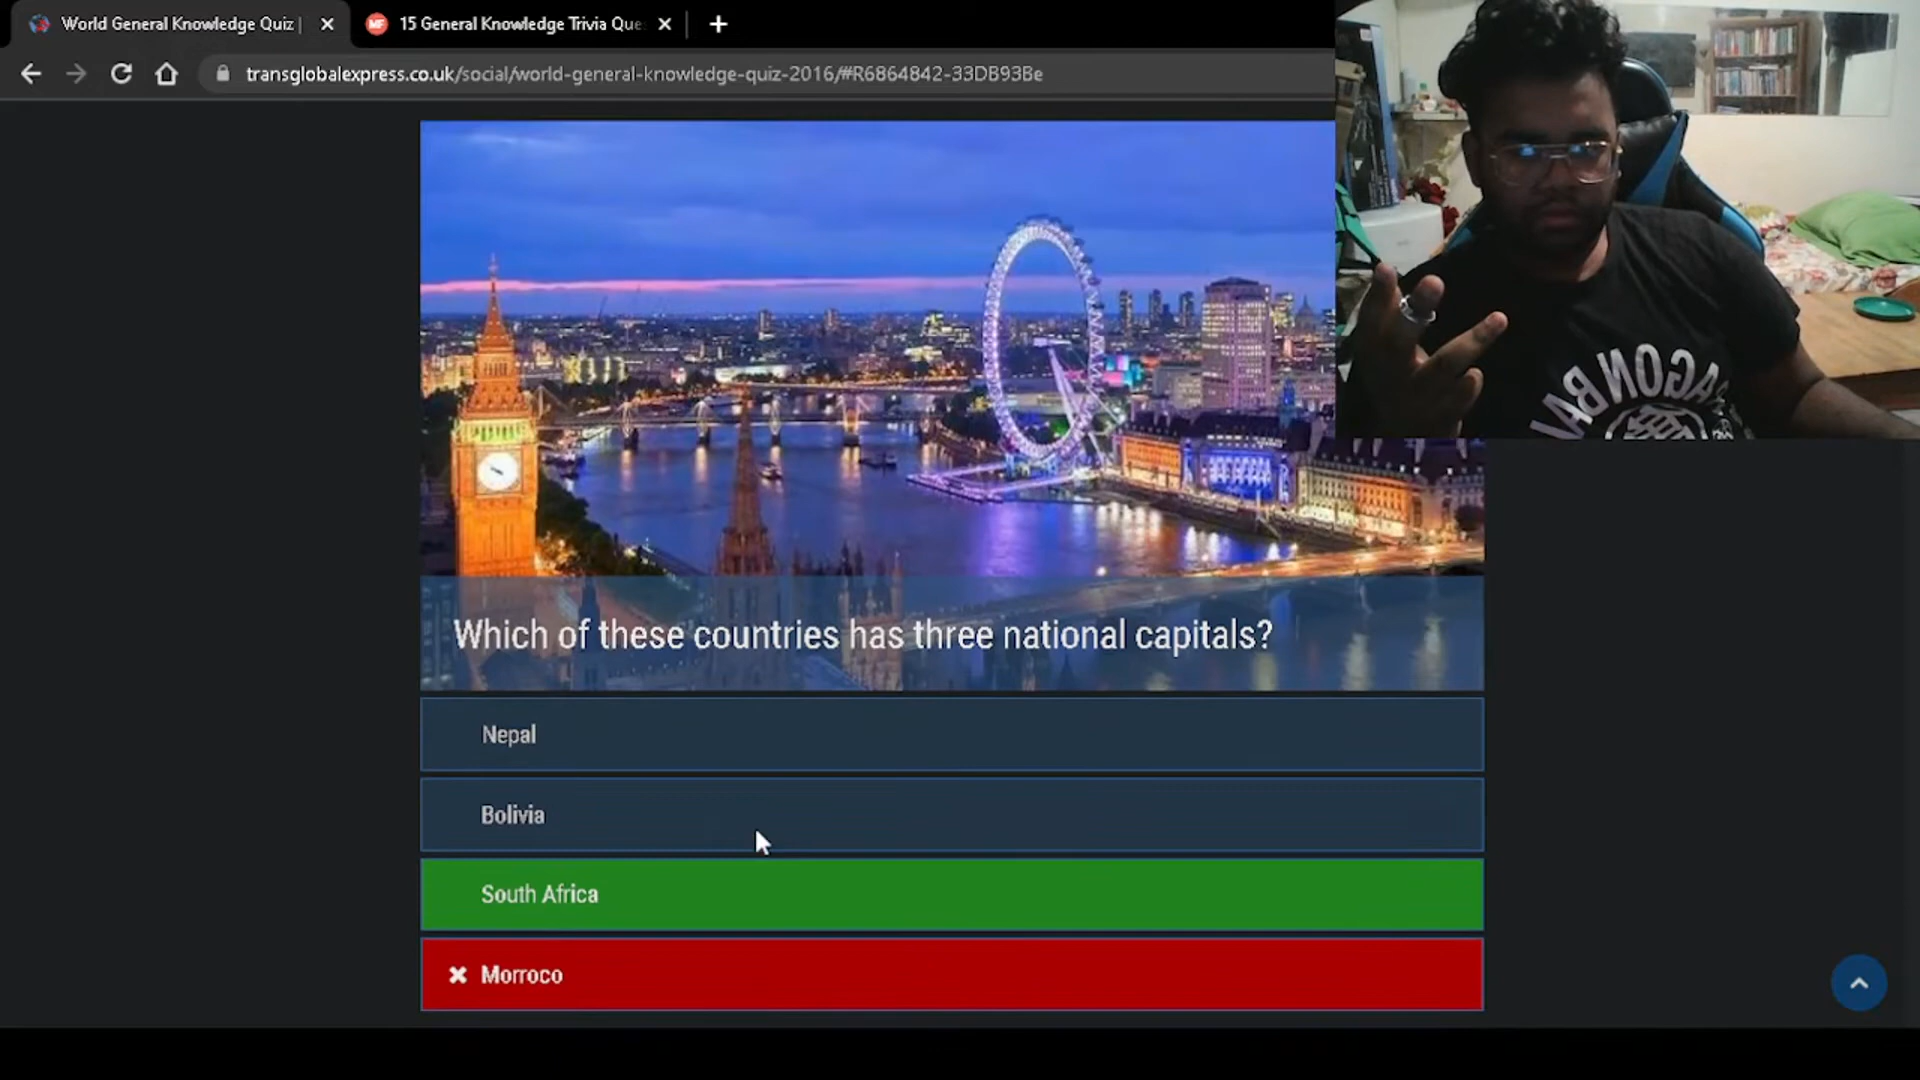 World General Knowledge Quiz |
15 General Knowledge Trivia Que
transglobalexpress.co.uk/social/world-general-knowledge-quiz-2016/#R6864842-33DB93Be
Which of these countries has three national capitals?
Nepal
Bolivia
South Africa
Morroco